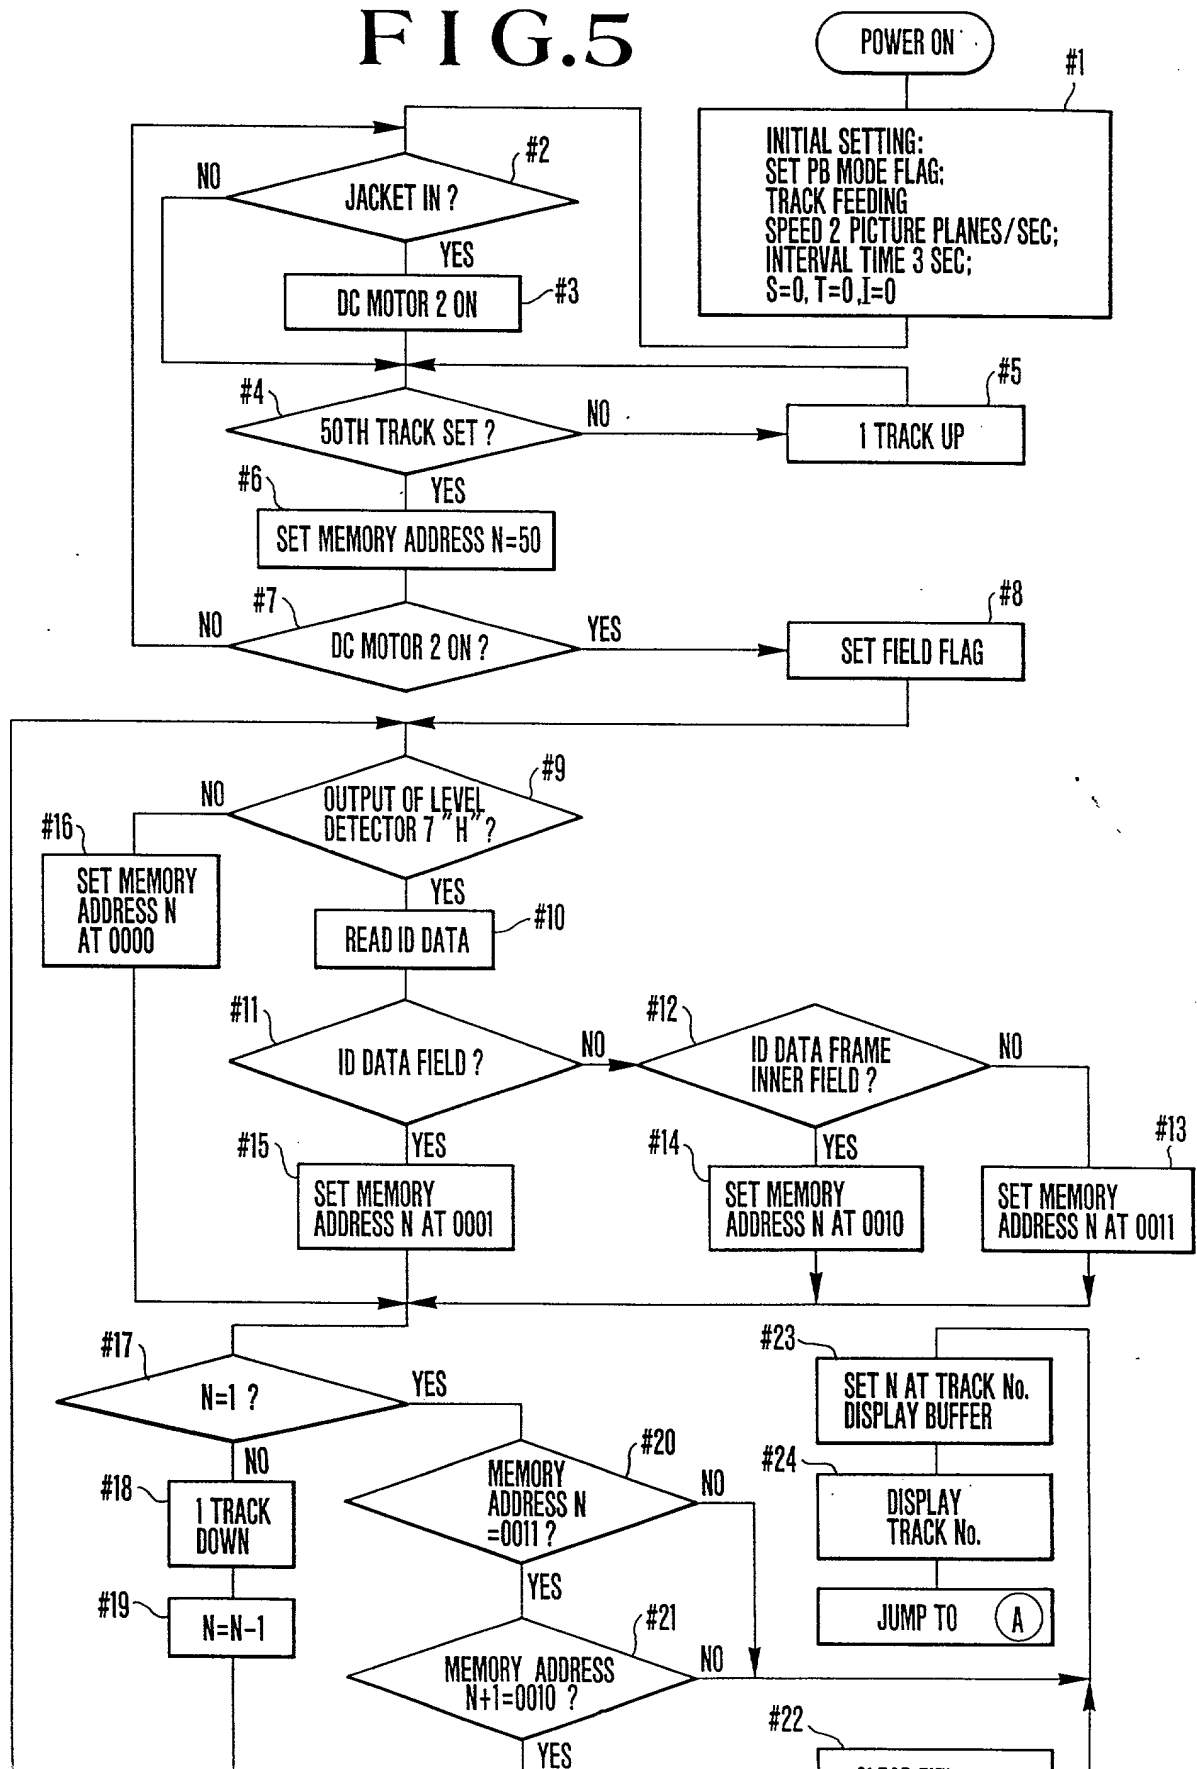 FIG.5
POWER ON
#1
INITIAL SETTING:
SET PB MODE FLAG;
TRACK FEEDING
SPEED 2 PICTURE PLANES/SEC;
INTERVAL TIME 3 SEC;
S=0, T=0, I=0
#2
NO
JACKET IN ?
YES
#3
DC MOTOR 2 ON
#4
50TH TRACK SET ?
NO
#5
1 TRACK UP
YES
#6
SET MEMORY ADDRESS N=50
#7
NO
DC MOTOR 2 ON ?
YES
#8
SET FIELD FLAG
#9
NO
OUTPUT OF LEVEL
DETECTOR 7 "H" ?
#16
SET MEMORY
ADDRESS N
AT 0000
YES
#10
READ ID DATA
#11
ID DATA FIELD ?
NO
#12
ID DATA FRAME
INNER FIELD ?
NO
YES
#15
SET MEMORY
ADDRESS N AT 0001
YES
#14
SET MEMORY
ADDRESS N AT 0010
#13
SET MEMORY
ADDRESS N AT 0011
#17
N=1 ?
YES
NO
#18
1 TRACK
DOWN
#19
N=N-1
#20
MEMORY
ADDRESS N
=0011 ?
NO
YES
#21
MEMORY ADDRESS
N+1=0010 ?
NO
YES
#23
SET N AT TRACK No.
DISPLAY BUFFER
#24
DISPLAY
TRACK No.
JUMP TO A
#22